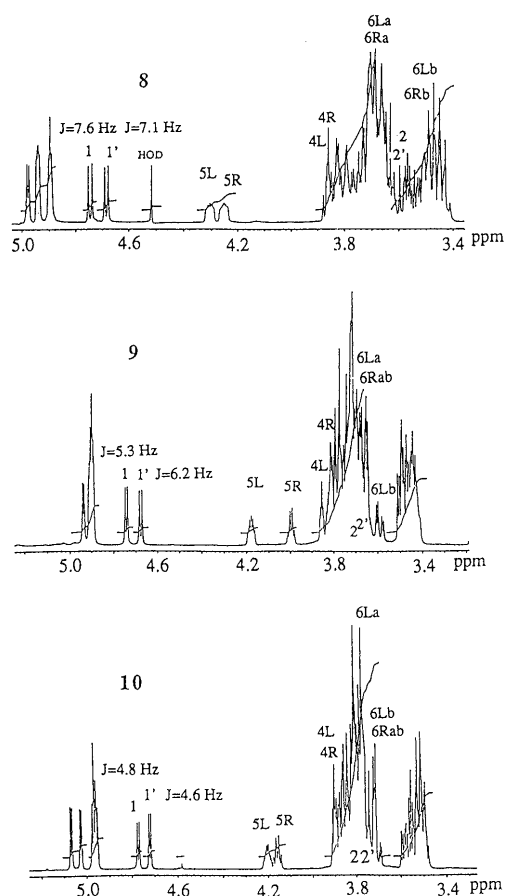 6La
6Ra
8
6Lb
6Rb
4R
J=7.6 Hz J=7.1 Hz
1 1' HOD
4L
2
2'
5L
5R
5.0 4.6 4.2 3.8 3.4 ppm
9
6La
6Rab
4R
J=5.3 Hz
4L
1 1' J=6.2 Hz
5L
5R
6Lb
2 2'
5.0 4.6 4.2 3.8 3.4 ppm
6La
10
6Lb
4L
6Rab
4R
J=4.8 Hz
1' J=4.6 Hz
1
5L 5R
2 2'
5.0 4.6 4.2 3.8 3.4 ppm